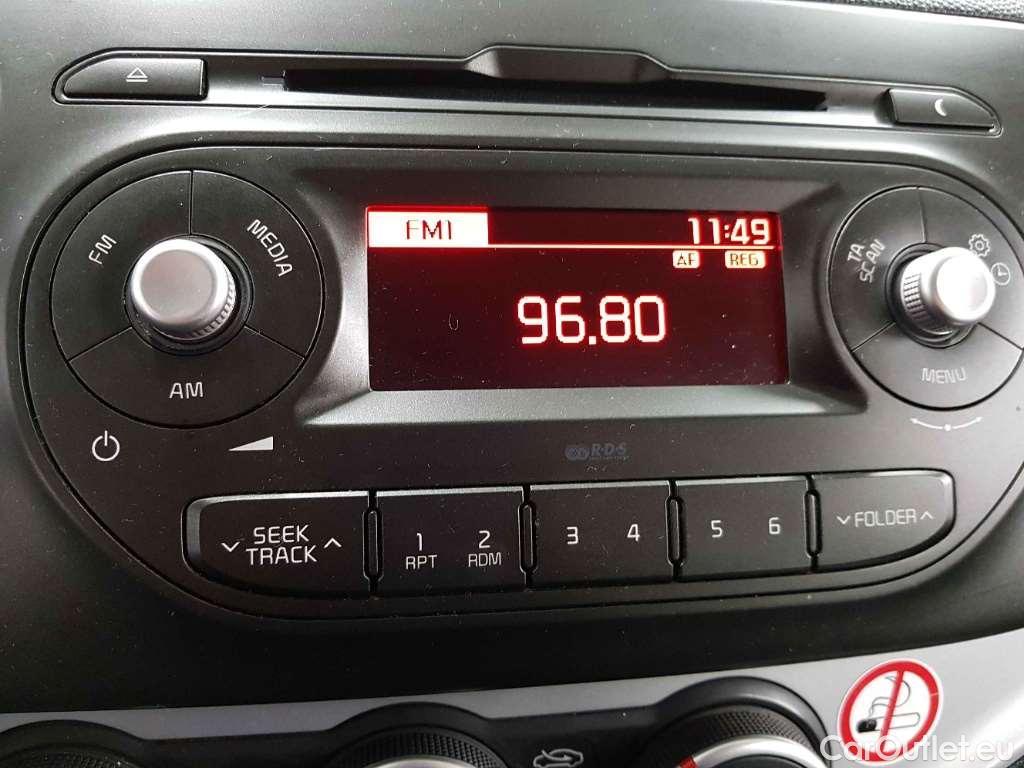 FM1 11:49
AF REG
96.80
FM
MEDIA
AM
TA
SCAN
MENU
R·D·S
SEEK
TRACK
1 2
RPT RDM
3 4
5 6
FOLDER
CarOutlet.eu